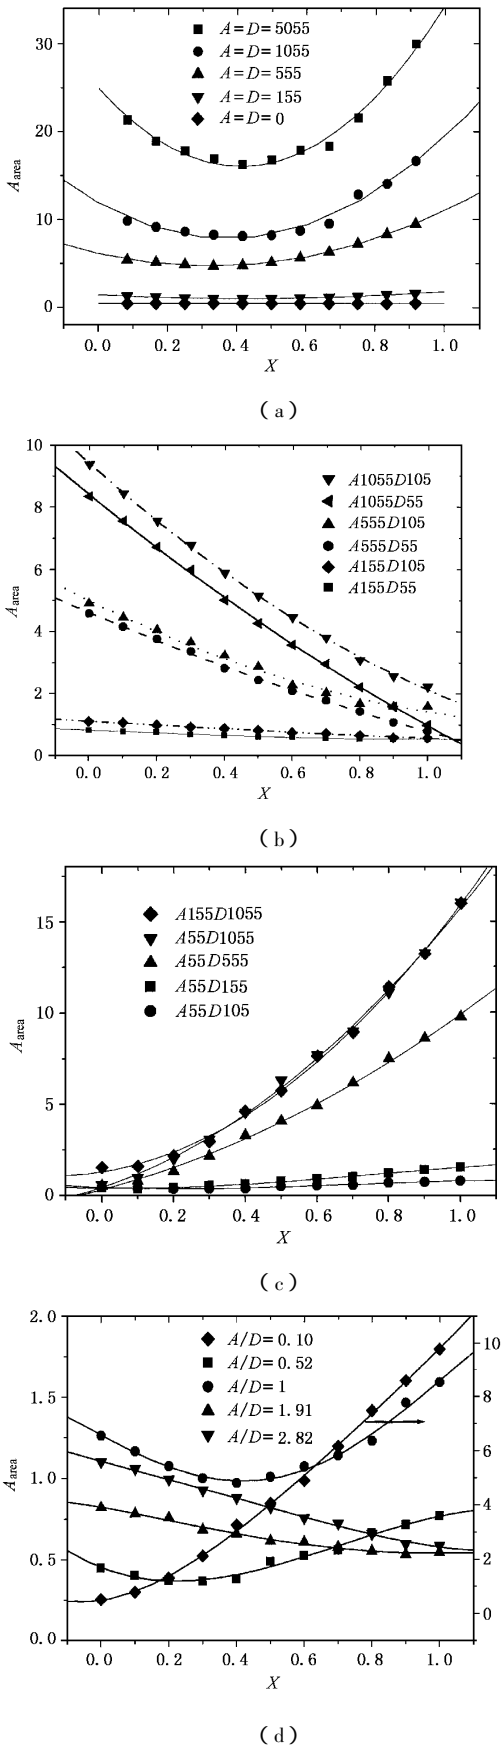 A=D=5055
A=D=1055
A=D=555
A=D=155
A=D=0
30
20
10
0
A_area
0.0 0.2 0.4 0.6 0.8 1.0
X
(a)
10
8
6
4
2
0
A_area
A1055D105
A1055D55
A555D105
A555D55
A155D105
A155D55
0.0 0.2 0.4 0.6 0.8 1.0
X
(b)
15
10
5
0
A_area
A155D1055
A55D1055
A55D555
A55D155
A55D105
0.0 0.2 0.4 0.6 0.8 1.0
X
(c)
2.0
1.5
1.0
0.5
0.0
A_area
A/D=0.10
A/D=0.52
A/D=1
A/D=1.91
A/D=2.82
10
8
6
4
2
0
0.0 0.2 0.4 0.6 0.8 1.0
X
(d)